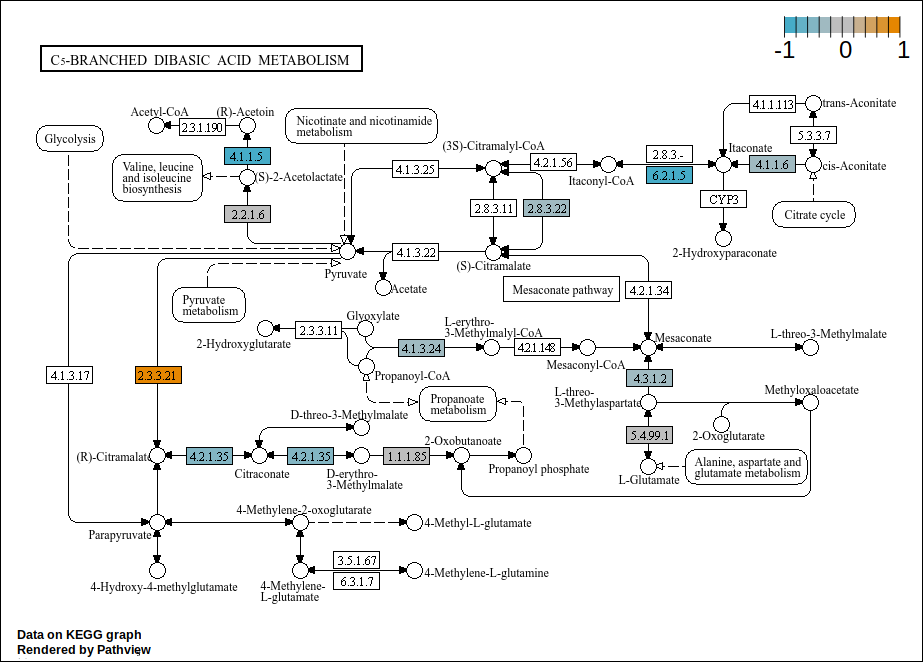 -1 0 1
C5-BRANCHED DIBASIC ACID METABOLISM
Acetyl-CoA
(R)-Acetoin
2.3.1.190
Glycolysis
Nicotinate and nicotinamide
metabolism
4.1.1.113
trans-Aconitate
5.3.3.7
4.1.1.5
Valine, leucine
and isoleucine
biosynthesis
(S)-2-Acetolactate
2.2.1.6
(3S)-Citramalyl-CoA
4.1.3.25
4.2.1.56
Itaconyl-CoA
2.8.3.-
6.2.1.5
Itaconate
4.1.1.6
cis-Aconitate
2.8.3.11
2.8.3.22
CYP3
Citrate cycle
2-Hydroxyparaconate
4.1.3.22
(S)-Citramalate
Pyruvate
Acetate
Pyruvate
metabolism
Mesaconate pathway
4.2.1.34
Glyoxylate
2.3.3.11
2-Hydroxyglutarate
L-erythro-
3-Methylmalyl-CoA
4.1.3.24
4.2.1.148
Mesaconyl-CoA
Mesaconate
L-threo-3-Methylmalate
Propanoyl-CoA
4.1.3.17
2.3.3.21
4.3.1.2
L-threo-
3-Methylaspartate
Methyloxaloacetate
Propanoate
metabolism
D-threo-3-Methylmalate
5.4.99.1
2-Oxoglutarate
(R)-Citramalate
4.2.1.35
Citraconate
4.2.1.35
D-erythro-
3-Methylmalate
1.1.1.85
2-Oxobutanoate
Propanoyl phosphate
L-Glutamate
Alanine, aspartate and
glutamate metabolism
4-Methylene-2-oxoglutarate
4-Methyl-L-glutamate
Parapyruvate
4-Hydroxy-4-methylglutamate
4-Methylene-
L-glutamate
3.5.1.67
6.3.1.7
4-Methylene-L-glutamine
Data on KEGG graph
Rendered by Pathview